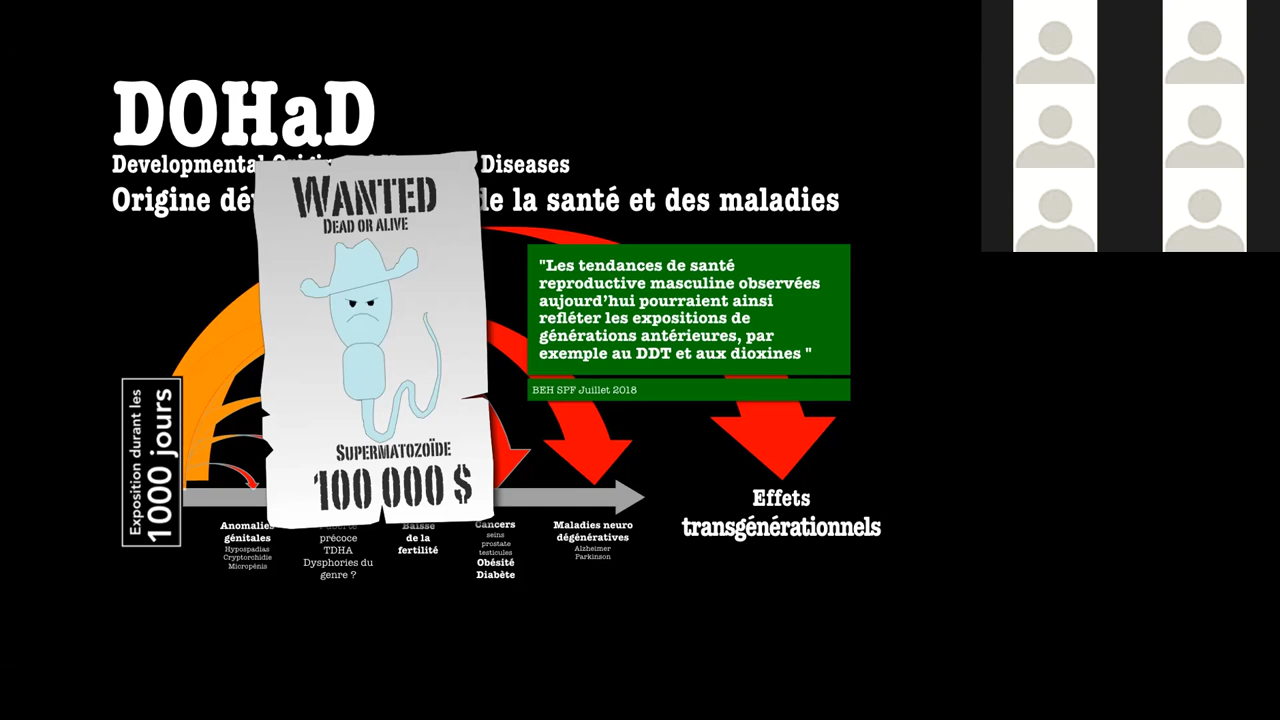 DOHaD
Developmental Diseases
Origine de la santé et des maladies
WANTED
DEAD OR ALIVE
SUPERMATOZOÏDE
100 000 $
"Les tendances de santé
reproductive masculine observées
aujourd'hui pourraient ainsi
refléter les expositions de
générations antérieures, par
exemple au DDT et aux dioxines "
BEH SPF Juillet 2018
Exposition durant les
1000 jours
Anomalies
génitales
Hypospadias
Cryptorchidie
Micropénis
précoce
TDHA
Dysphories du
genre ?
Baisse
de la
fertilité
Cancers
seins
prostate
testicules
Obésité
Diabète
Maladies neuro
dégénératives
Alzheimer
Parkinson
Effets
transgénérationnels